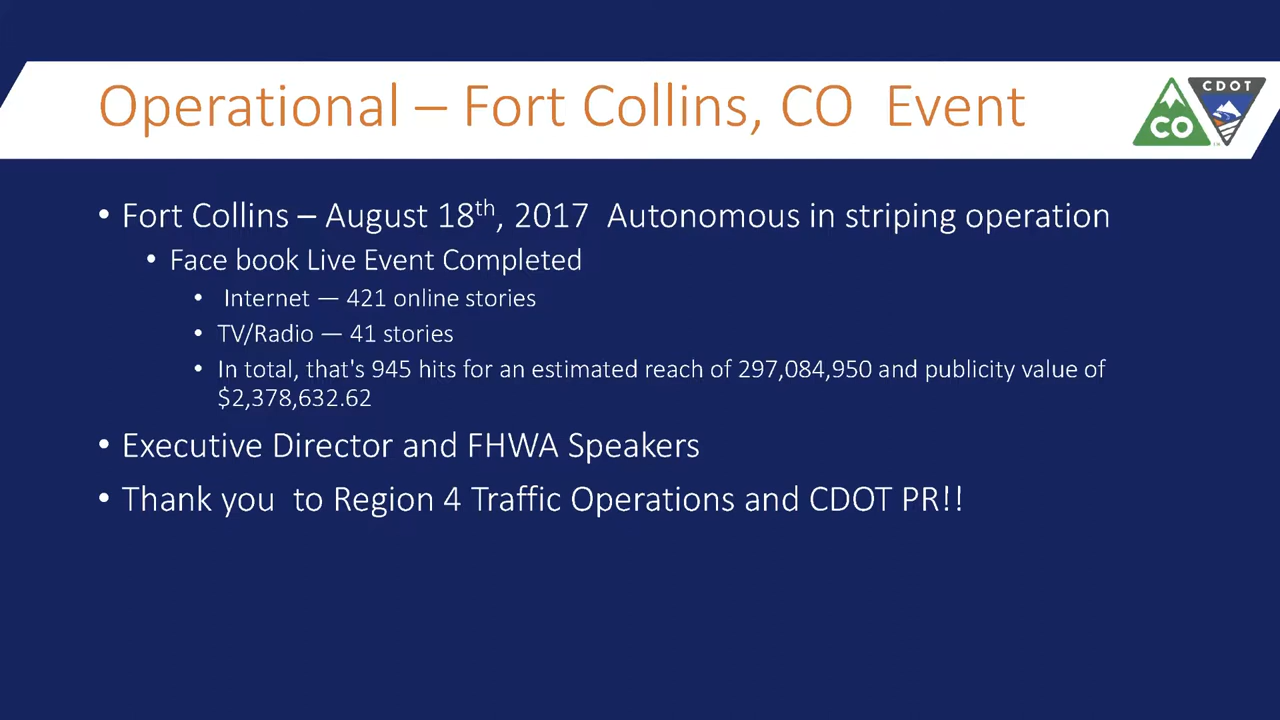 Operational – Fort Collins, CO  Event
CDOT
CO
• Fort Collins – August 18th, 2017  Autonomous in striping operation
• Face book Live Event Completed
• Internet — 421 online stories
• TV/Radio — 41 stories
• In total, that's 945 hits for an estimated reach of 297,084,950 and publicity value of
$2,378,632.62
• Executive Director and FHWA Speakers
• Thank you  to Region 4 Traffic Operations and CDOT PR!!